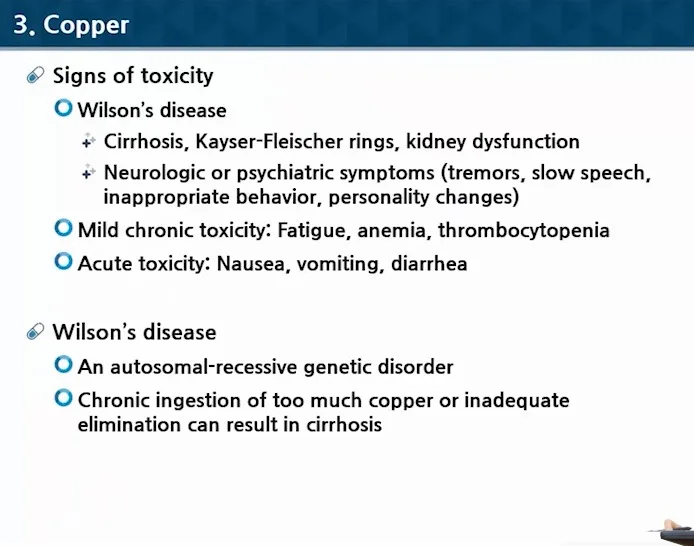 3. Copper
Signs of toxicity
Wilson's disease
Cirrhosis, Kayser-Fleischer rings, kidney dysfunction
Neurologic or psychiatric symptoms (tremors, slow speech,
inappropriate behavior, personality changes)
Mild chronic toxicity: Fatigue, anemia, thrombocytopenia
Acute toxicity: Nausea, vomiting, diarrhea
Wilson's disease
An autosomal-recessive genetic disorder
Chronic ingestion of too much copper or inadequate
elimination can result in cirrhosis